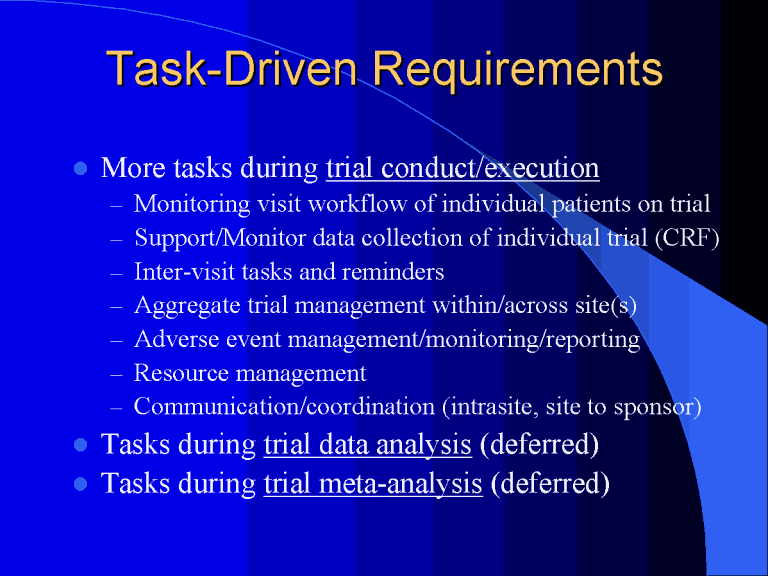 Task-Driven Requirements
● More tasks during trial conduct/execution
– Monitoring visit workflow of individual patients on trial
– Support/Monitor data collection of individual trial (CRF)
– Inter-visit tasks and reminders
– Aggregate trial management within/across site(s)
– Adverse event management/monitoring/reporting
– Resource management
– Communication/coordination (intrasite, site to sponsor)
● Tasks during trial data analysis (deferred)
● Tasks during trial meta-analysis (deferred)